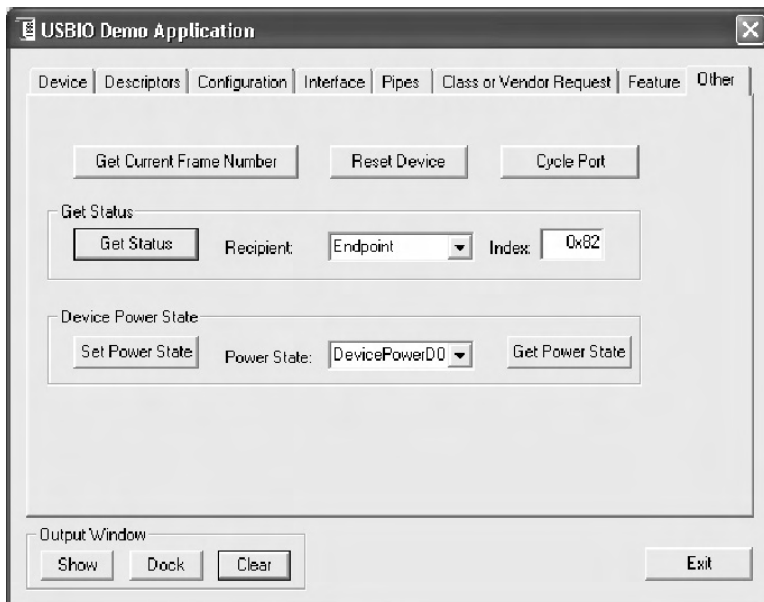 USBIO Demo Application
Device Descriptors Configuration Interface Pipes Class or Vendor Request Feature Other
Get Current Frame Number Reset Device Cycle Port
Get Status
Get Status Recipient: Endpoint Index: 0x82
Device Power State
Set Power State Power State: DevicePowerD0 Get Power State
Output Window
Show Dock Clear Exit